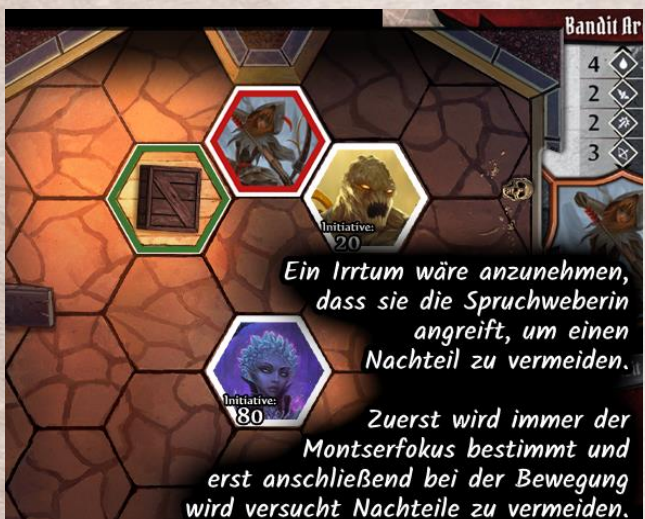 Bandit Ar
4
2
2
3
Initiative:
20
Ein Irrtum wäre anzunehmen,
dass sie die Spruchweberin
angreift, um einen
Nachteil zu vermeiden.
Initiative:
80
Zuerst wird immer der
Montserfokus bestimmt und
erst anschließend bei der Bewegung
wird versucht Nachteile zu vermeiden.